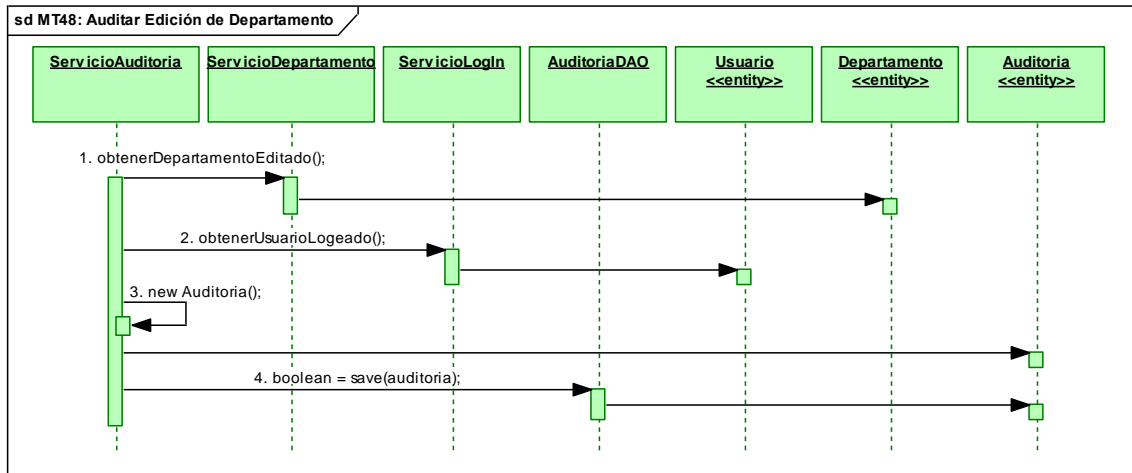 sd MT48: Auditar Edición de Departamento
ServicioAuditoria
ServicioDepartamento
ServicioLogIn
AuditoriaDAO
Usuario
<<entity>>
Departamento
<<entity>>
Auditoria
<<entity>>
1. obtenerDepartamentoEditado();
2. obtenerUsuarioLogeado();
3. new Auditoria();
4. boolean = save(auditoria);